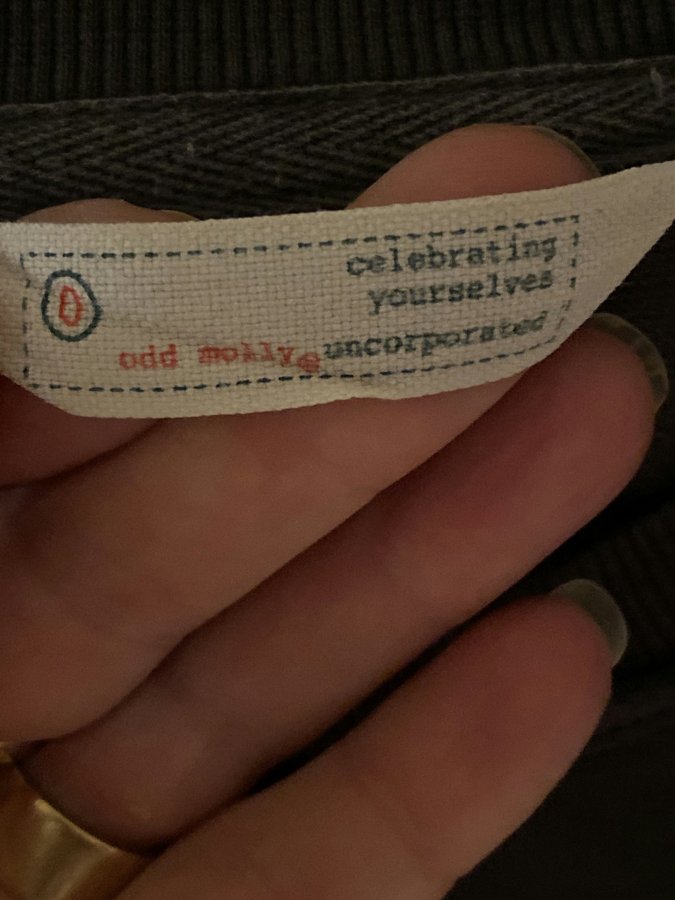 celebrating
yourselves
odd molly® uncorporated